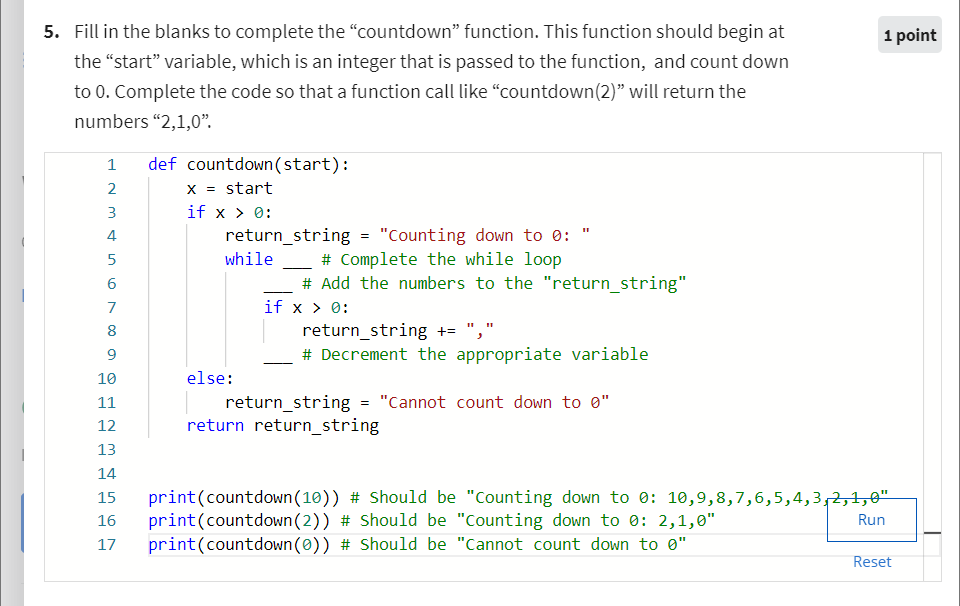 5. Fill in the blanks to complete the “countdown” function. This function should begin at
1 point
the “start” variable, which is an integer that is passed to the function, and count down
to 0. Complete the code so that a function call like “countdown(2)” will return the
numbers “2,1,0”.
1 def countdown(start):
2 x = start
3 if x > 0:
4 return_string = "Counting down to 0: "
5 while ___ # Complete the while loop
6 ___ # Add the numbers to the "return_string"
7 if x > 0:
8 return_string += ","
9 ___ # Decrement the appropriate variable
10 else:
11 return_string = "Cannot count down to 0"
12 return return_string
13
14
15 print(countdown(10)) # Should be "Counting down to 0: 10,9,8,7,6,5,4,3,2,1,0"
16 print(countdown(2)) # Should be "Counting down to 0: 2,1,0"
Run
17 print(countdown(0)) # Should be "Cannot count down to 0"
Reset